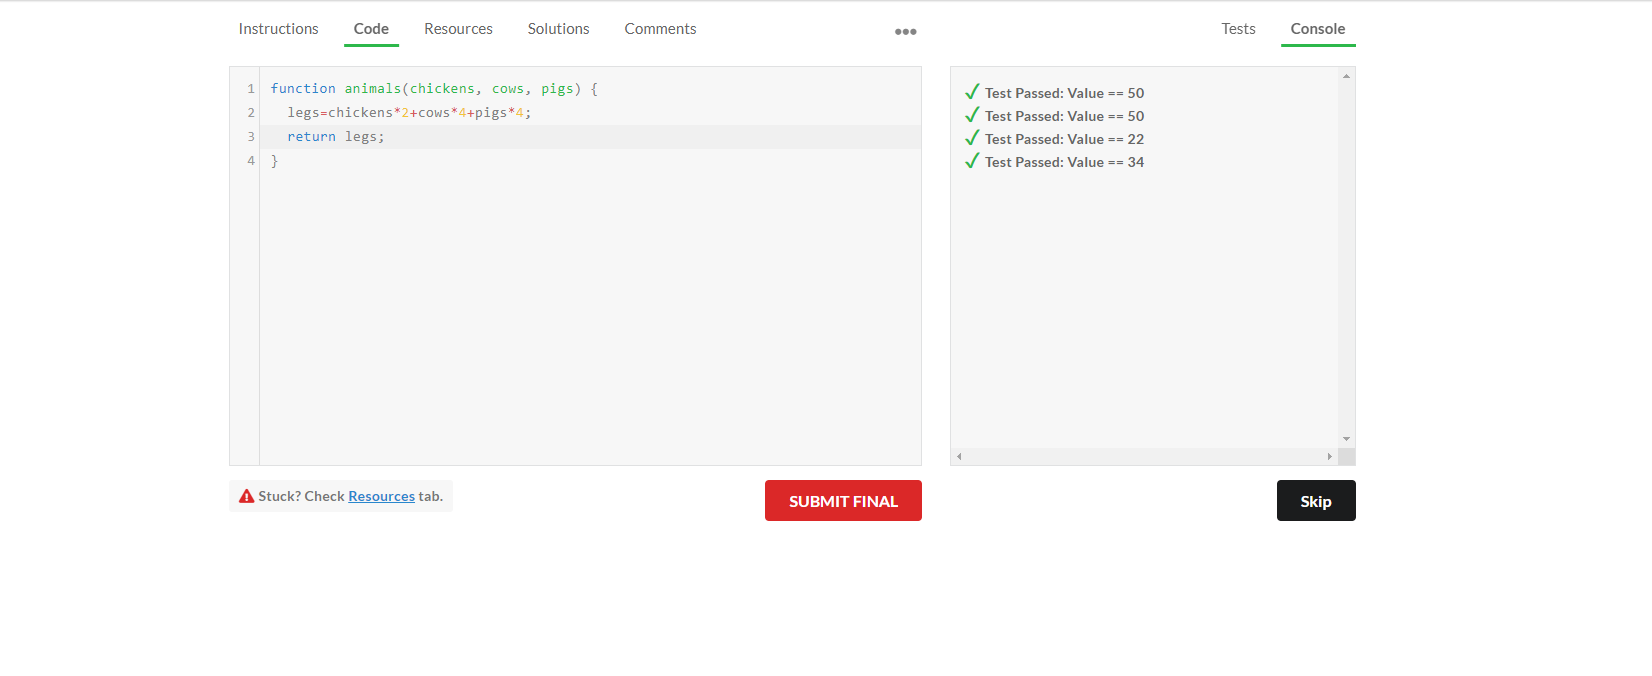 Instructions Code Resources Solutions Comments ••• Tests Console
1 function animals(chickens, cows, pigs) {
2   legs=chickens*2+cows*4+pigs*4;
3   return legs;
4 }
Test Passed: Value == 50
Test Passed: Value == 50
Test Passed: Value == 22
Test Passed: Value == 34
Stuck? Check Resources tab.
SUBMIT FINAL
Skip